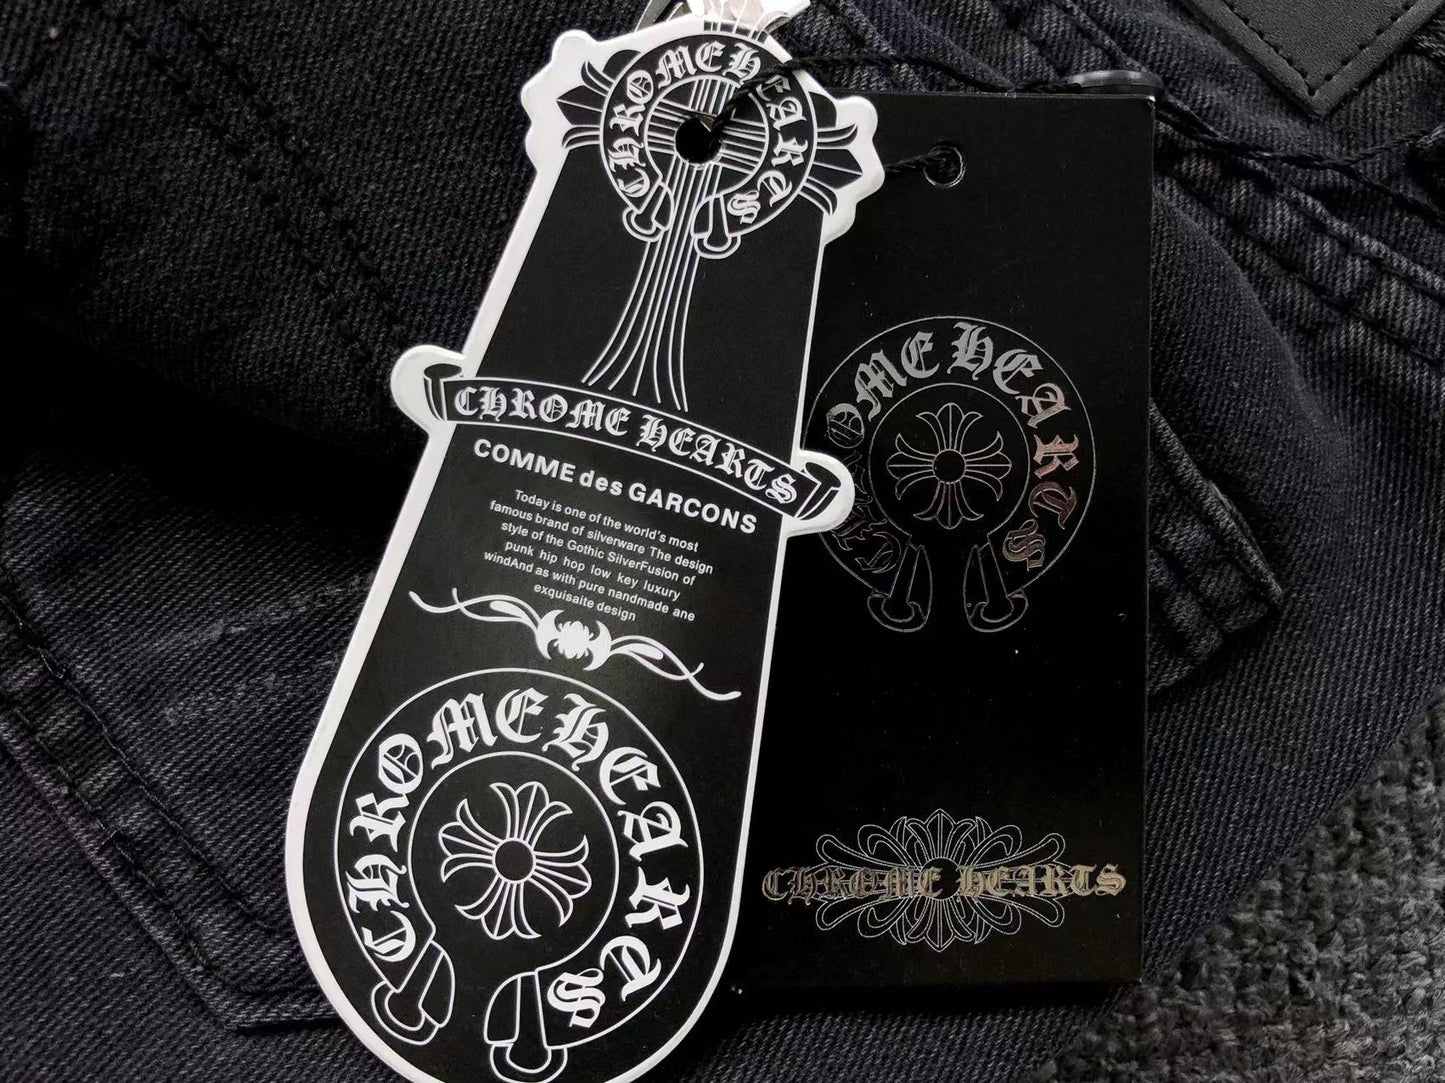 CHROME HEARTS
CHROME HEARTS
COMME des GARCONS
Today is one of the world's most
famous brand of silverware The design
style of the Gothic SilverFusion of
punk hip hop low key luxury
windAnd as with pure nandmade ane
exquisaite design
CHROME HEARTS
CHROME HEARTS
CHROME HEARTS